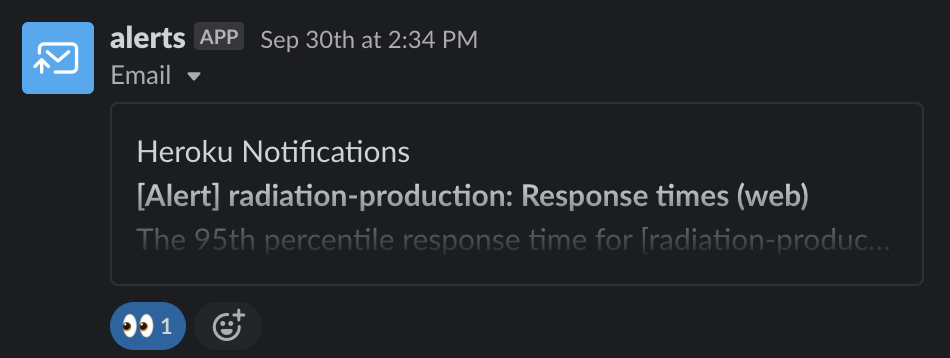 alerts APP Sep 30th at 2:34 PM
Email
Heroku Notifications
[Alert] radiation-production: Response times (web)
The 95th percentile response time for [radiation-produc...
1